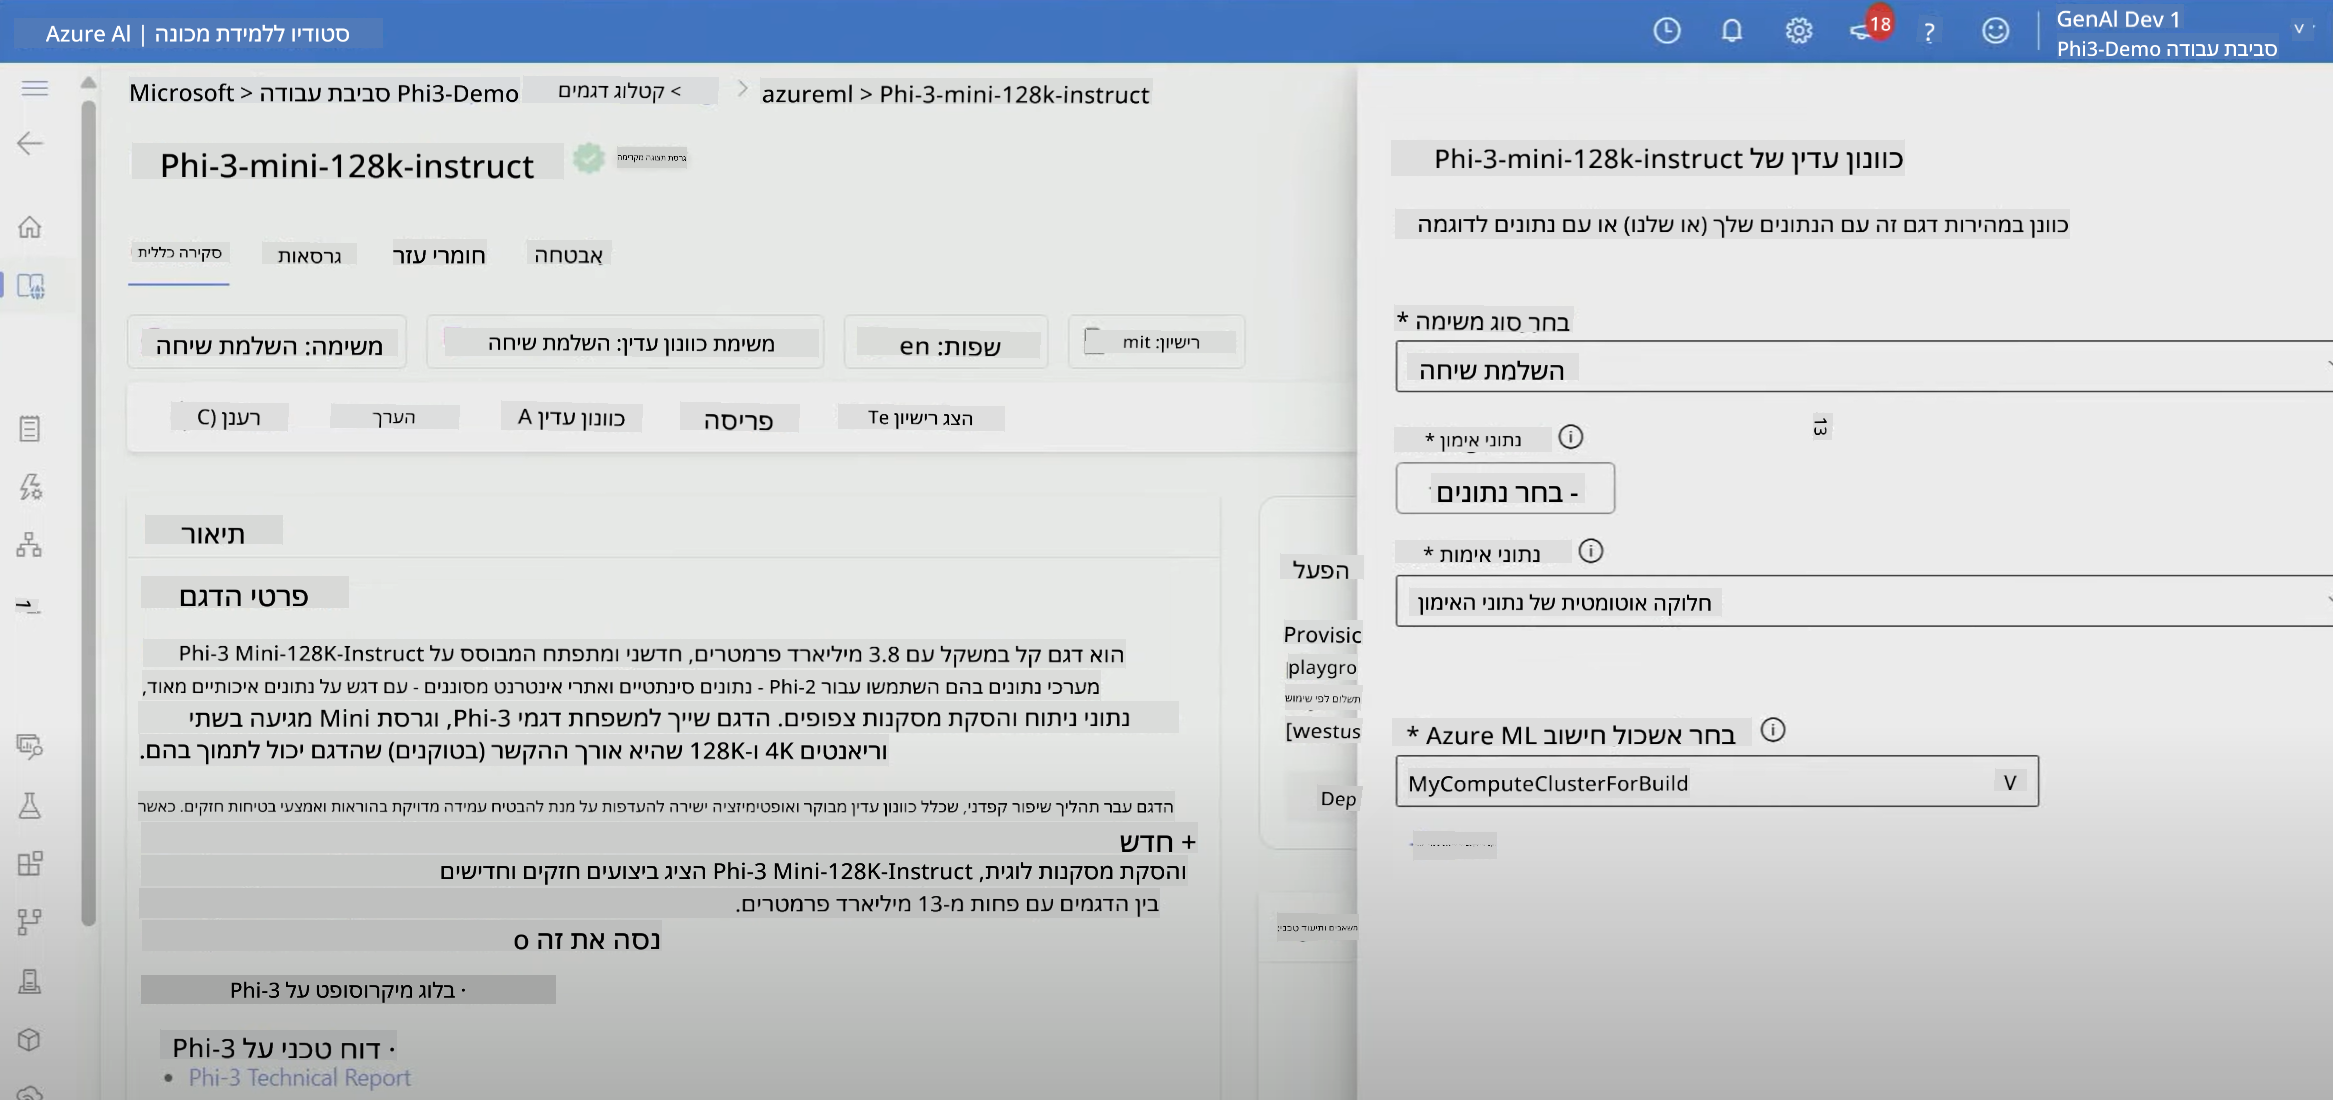 Azure AI | סטודיו ללמידת מכונה
18
?
GenAI Dev 1
סביבת עבודה Phi3-Demo
Microsoft > סביבת עבודה Phi3-Demo
קטלוג דגמים >
azureml > Phi-3-mini-128k-instruct
Phi-3-mini-128k-instruct
גרסת תצוגה מקדימה
סקירה כללית
גרסאות
חומרי עזר
אבטחה
משימה: השלמת שיחה
משימת כוונון עדין: השלמת שיחה
שפות: en
רישיון: mit
רענן (C
הערך
כוונון עדין A
פריסה
הצג רישיון Te
תיאור
פרטי הדגם
הוא דגם קל במשקל עם 3.8 מיליארד פרמטרים, חדשני ומתפתח המבוסס על Phi-3 Mini-128K-Instruct
מערכי נתונים בהם השתמשו עבור Phi-2 - נתונים סינתטיים ואתרי אינטרנט מסוננים - עם דגש על נתונים איכותיים מאוד,
נתוני ניתוח והסקת מסקנות צפופים. הדגם שייך למשפחת דגמי Phi-3, וגרסת Mini מגיעה בשתי
וריאנטים 4K ו-128K שהיא אורך ההקשר (בטוקנים) שהדגם יכול לתמוך בהם.
הדגם עבר תהליך שיפור קפדני, שכלל כוונון עדין מבוקר ואופטימיזציה ישירה להעדפות על מנת להבטיח עמידה מדויקת בהוראות ואמצעי בטיחות חזקים. כאשר
+ חדש
והסקת מסקנות לוגית, Phi-3 Mini-128K-Instruct הציג ביצועים חזקים וחדישים
בין הדגמים עם פחות מ-13 מיליארד פרמטרים.
נסה את זה o
· בלוג מיקרוסופט על Phi-3
· דוח טכני על Phi-3
• Phi-3 Technical Report
הפעל
Provisic
playgro
תשלום לפי שימוש
[westus
Dep
כוונון עדין של Phi-3-mini-128k-instruct
כוונן במהירות דגם זה עם הנתונים שלך (או שלנו) או עם נתונים לדוגמה
בחר סוג משימה *
השלמת שיחה
13
נתוני אימון *
- בחר נתונים
נתוני אימות *
חלוקה אוטומטית של נתוני האימון
בחר אשכול חישוב Azure ML *
MyComputeClusterForBuild
V